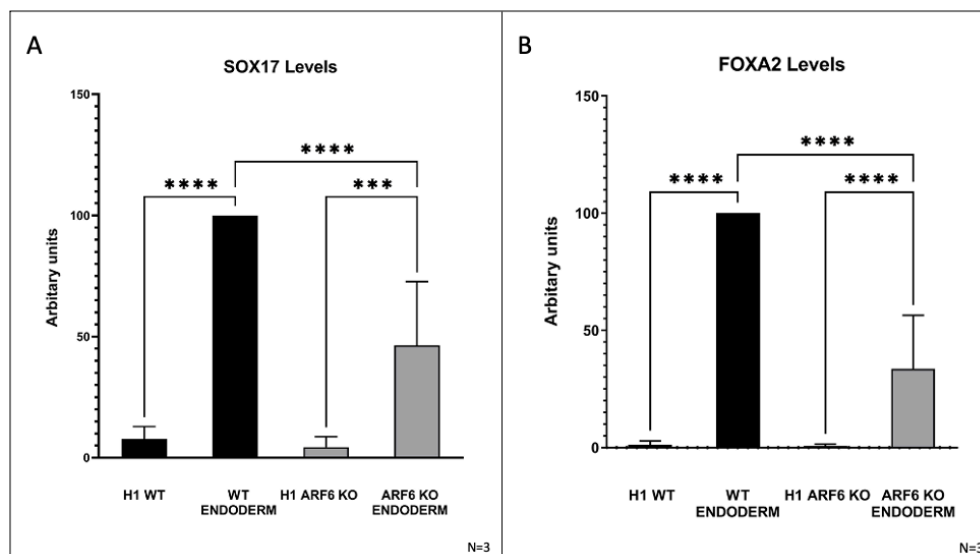 A
SOX17 Levels
150
100
50
0
Arbitary units
****
****
***
H1 WT
WT
ENDODERM
H1 ARF6 KO
ARF6 KO
ENDODERM
N=3
B
FOXA2 Levels
150
100
50
0
Arbitary units
****
****
****
H1 WT
WT
ENDODERM
H1 ARF6 KO
ARF6 KO
ENDODERM
N=3